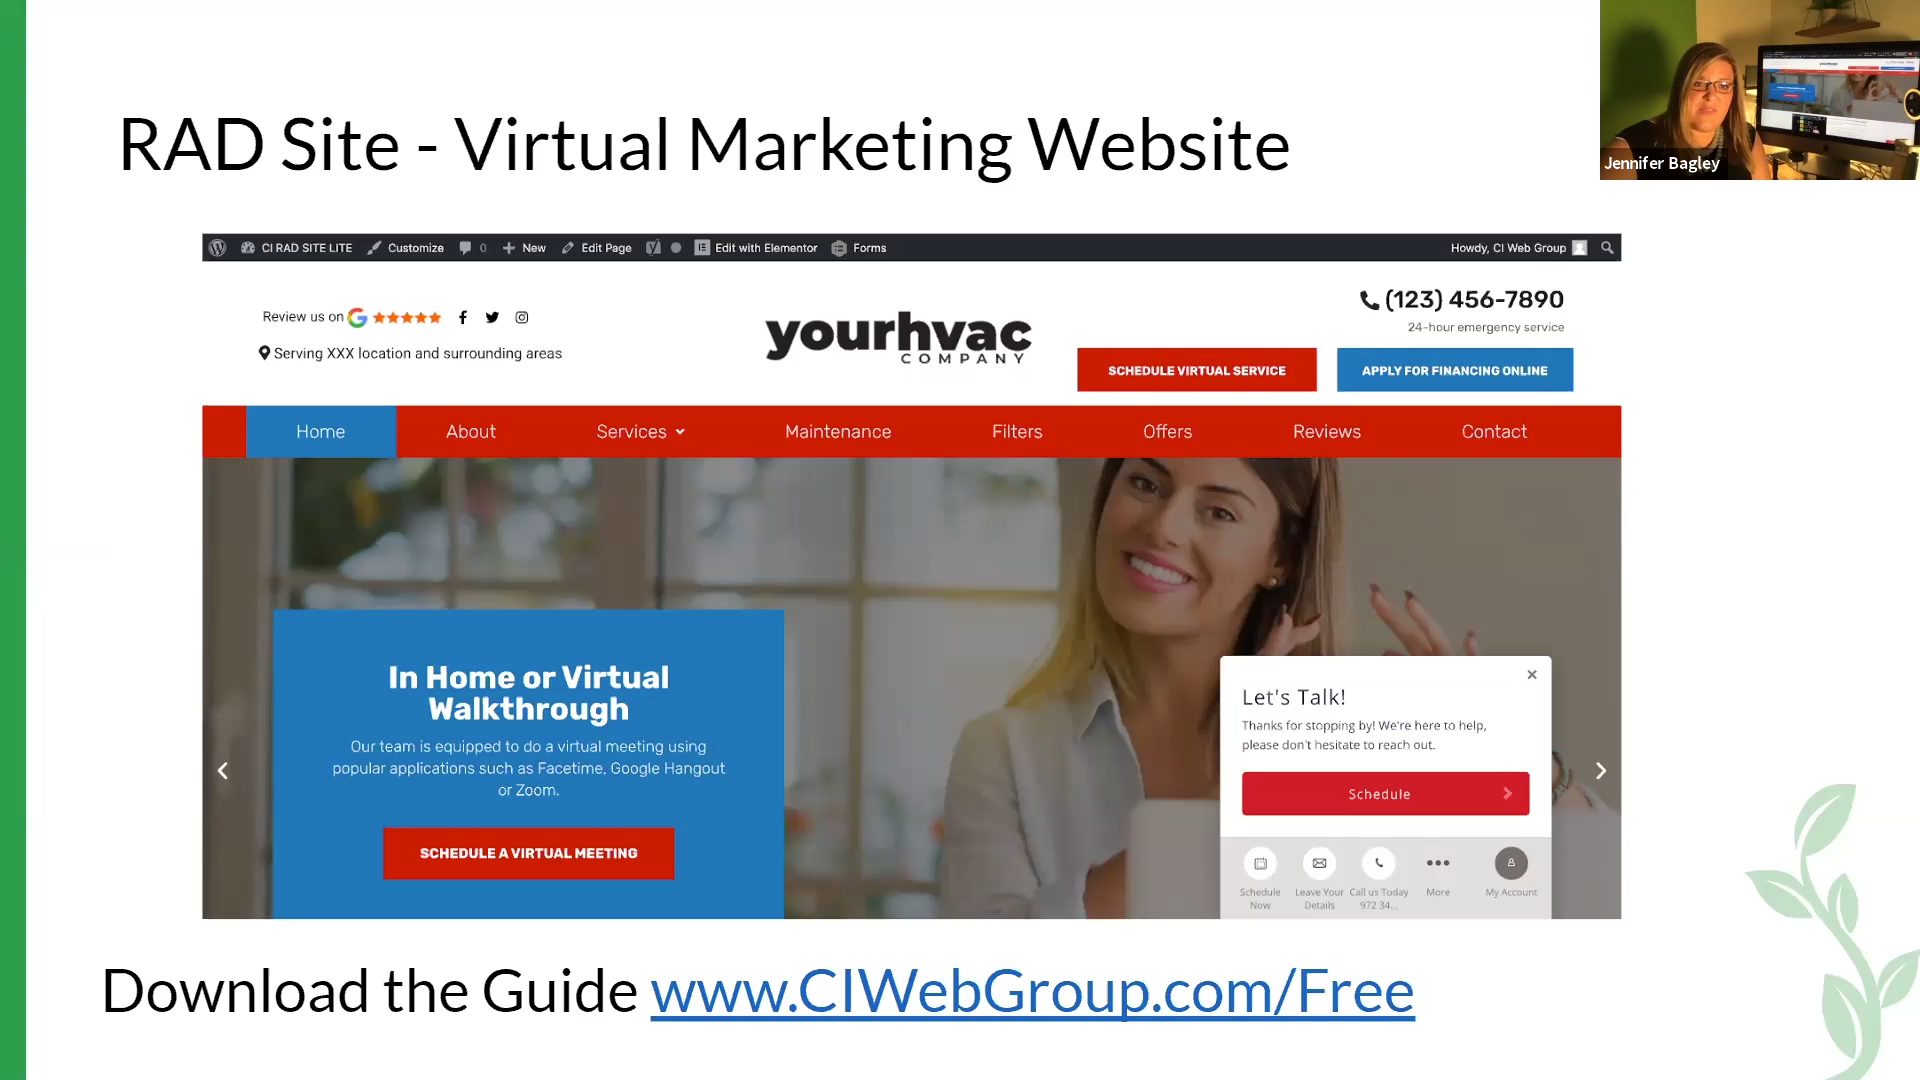 RAD Site - Virtual Marketing Website
Jennifer Bagley
CI RAD SITE LITE Customize 0 New Edit Page Edit with Elementor Forms Howdy, CI Web Group
Review us on
Serving XXX location and surrounding areas
yourhvac
COMPANY
(123) 456-7890
24-hour emergency service
SCHEDULE VIRTUAL SERVICE
APPLY FOR FINANCING ONLINE
Home About Services Maintenance Filters Offers Reviews Contact
In Home or Virtual
Walkthrough
Our team is equipped to do a virtual meeting using
popular applications such as Facetime, Google Hangout
or Zoom.
SCHEDULE A VIRTUAL MEETING
Let's Talk!
Thanks for stopping by! We're here to help,
please don't hesitate to reach out.
Schedule
Schedule
Now
Leave Your
Details
Call us Today
972 34...
More
My Account
Download the Guide www.CIWebGroup.com/Free